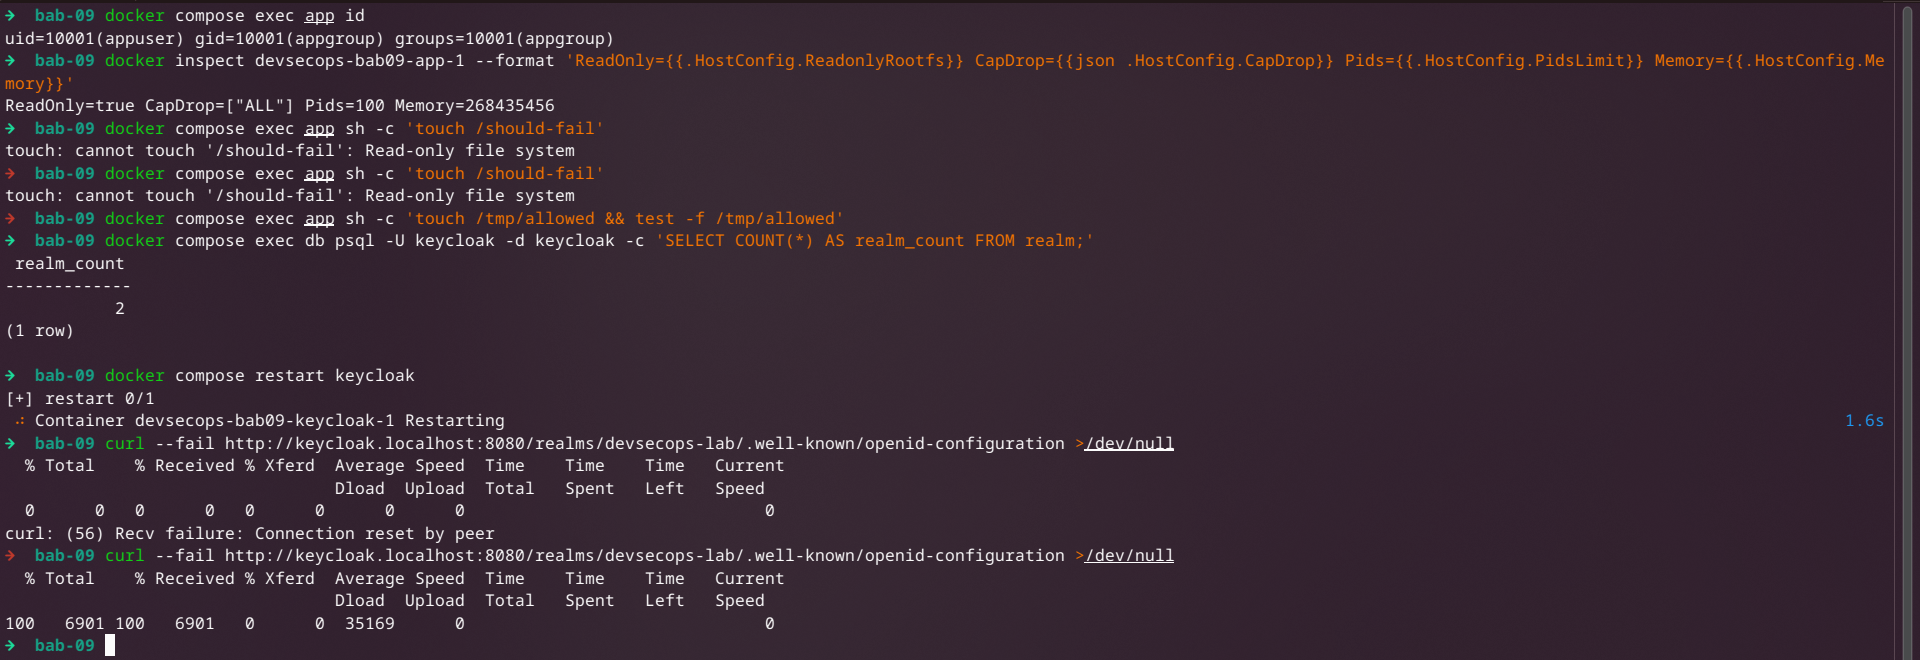 → bab-09 docker compose exec app id
uid=10001(appuser) gid=10001(appgroup) groups=10001(appgroup)
→ bab-09 docker inspect devsecops-bab09-app-1 --format 'ReadOnly={{.HostConfig.ReadonlyRootfs}} CapDrop={{json .HostConfig.CapDrop}} Pids={{.HostConfig.PidsLimit}} Memory={{.HostConfig.Me
mory}}'
ReadOnly=true CapDrop=["ALL"] Pids=100 Memory=268435456
→ bab-09 docker compose exec app sh -c 'touch /should-fail'
touch: cannot touch '/should-fail': Read-only file system
→ bab-09 docker compose exec app sh -c 'touch /should-fail'
touch: cannot touch '/should-fail': Read-only file system
→ bab-09 docker compose exec app sh -c 'touch /tmp/allowed && test -f /tmp/allowed'
→ bab-09 docker compose exec db psql -U keycloak -d keycloak -c 'SELECT COUNT(*) AS realm_count FROM realm;'
 realm_count
-------------
           2
(1 row)

→ bab-09 docker compose restart keycloak
[+] restart 0/1
 ⠴ Container devsecops-bab09-keycloak-1 Restarting 1.6s
→ bab-09 curl --fail http://keycloak.localhost:8080/realms/devsecops-lab/.well-known/openid-configuration >/dev/null
  % Total    % Received % Xferd  Average Speed  Time    Time    Time   Current
                                 Dload  Upload  Total   Spent   Left   Speed
  0      0   0      0   0      0      0      0                              0
curl: (56) Recv failure: Connection reset by peer
→ bab-09 curl --fail http://keycloak.localhost:8080/realms/devsecops-lab/.well-known/openid-configuration >/dev/null
  % Total    % Received % Xferd  Average Speed  Time    Time    Time   Current
                                 Dload  Upload  Total   Spent   Left   Speed
100   6901 100   6901   0      0  35169      0                              0
→ bab-09